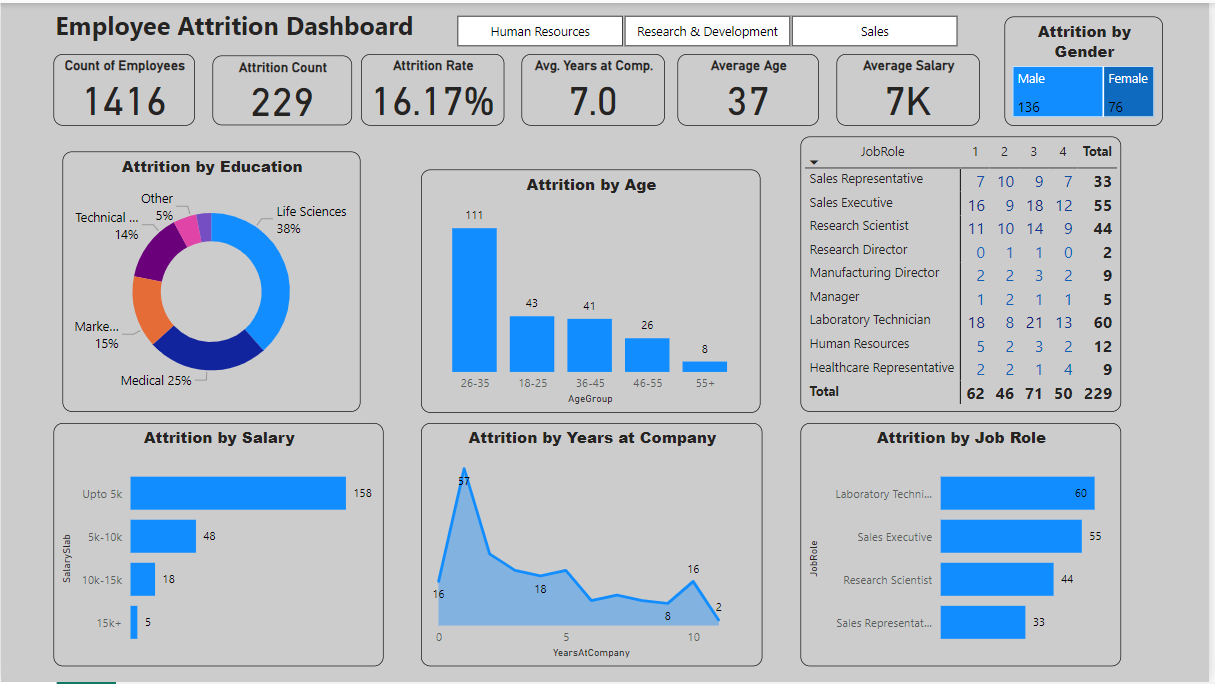 Employee Attrition Dashboard
Human Resources
Research & Development
Sales
Attrition by
Gender
Male
Female
136
76
Count of Employees
1416
Attrition Count
229
Attrition Rate
16.17%
Avg. Years at Comp.
7.0
Average Age
37
Average Salary
7K
Attrition by Education
Other
5%
Technical ...
14%
Life Sciences
38%
Marke...
15%
Medical 25%
Attrition by Age
111
43
41
26
8
26-35 18-25 36-45 46-55 55+
AgeGroup
JobRole 1 2 3 4 Total
Sales Representative 7 10 9 7 33
Sales Executive 16 9 18 12 55
Research Scientist 11 10 14 9 44
Research Director 0 1 1 0 2
Manufacturing Director 2 2 3 2 9
Manager 1 2 1 1 5
Laboratory Technician 18 8 21 13 60
Human Resources 5 2 3 2 12
Healthcare Representative 2 2 1 4 9
Total 62 46 71 50 229
Attrition by Salary
SalarySlab
Upto 5k 158
5k-10k 48
10k-15k 18
15k+ 5
Attrition by Years at Company
57
16
18
16
8
2
0 5 10
YearsAtCompany
Attrition by Job Role
JobRole
Laboratory Techni... 60
Sales Executive 55
Research Scientist 44
Sales Representat... 33